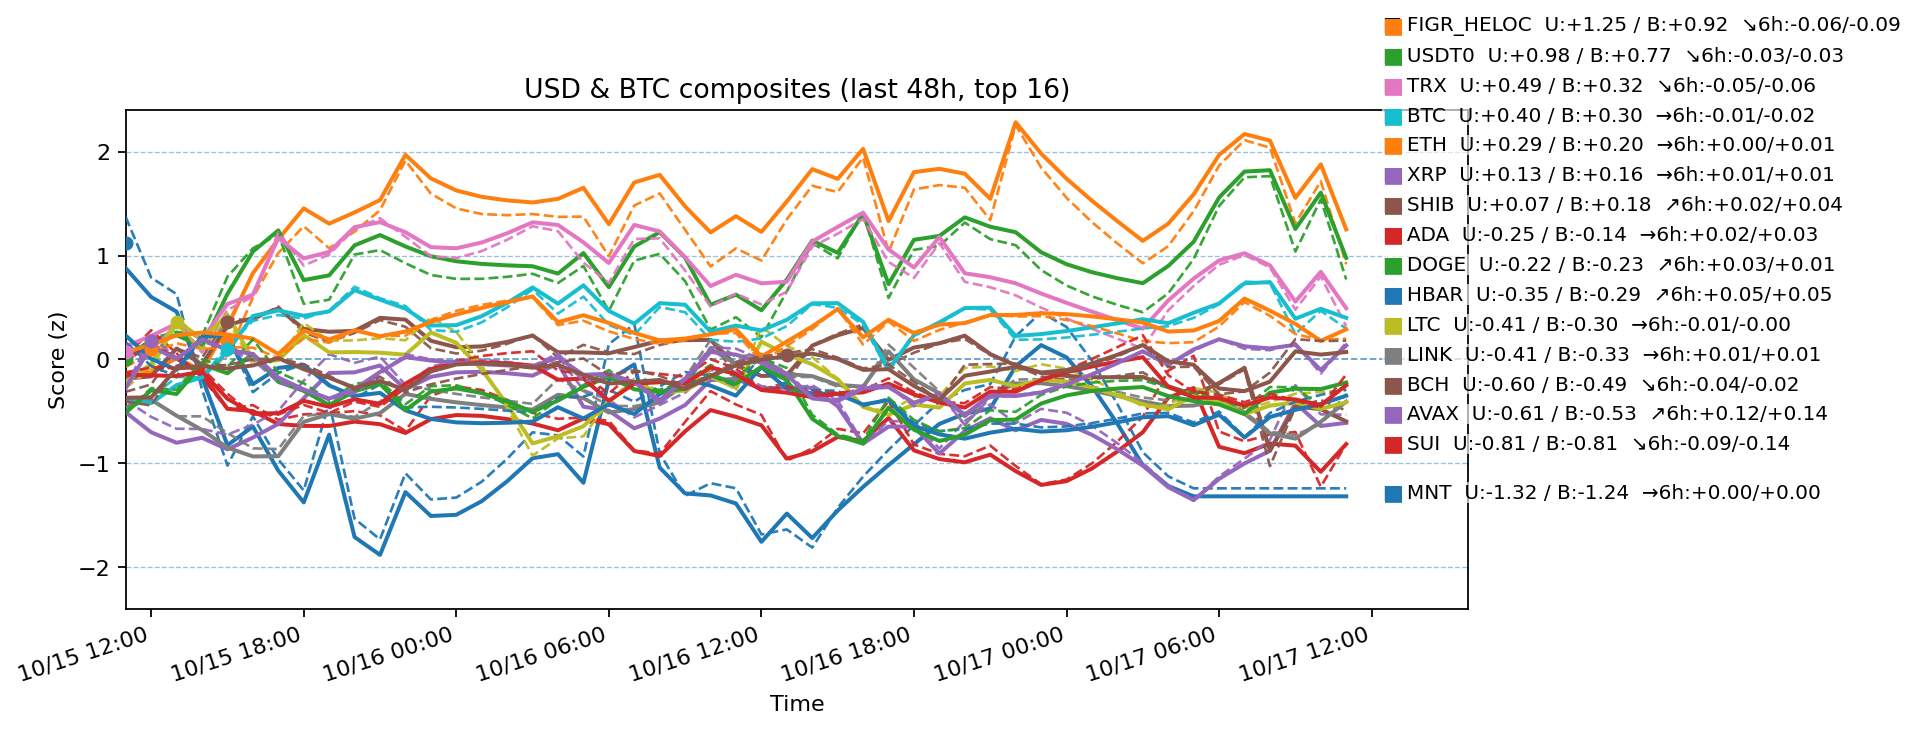 FIGR_HELOC  U:+1.25 / B:+0.92  ↘6h:-0.06/-0.09
USDT0  U:+0.98 / B:+0.77  ↘6h:-0.03/-0.03
USD & BTC composites (last 48h, top 16)
TRX  U:+0.49 / B:+0.32  ↘6h:-0.05/-0.06
BTC  U:+0.40 / B:+0.30  →6h:-0.01/-0.02
ETH  U:+0.29 / B:+0.20  →6h:+0.00/+0.01
XRP  U:+0.13 / B:+0.16  →6h:+0.01/+0.01
SHIB  U:+0.07 / B:+0.18  ↗6h:+0.02/+0.04
ADA  U:-0.25 / B:-0.14  →6h:+0.02/+0.03
DOGE  U:-0.22 / B:-0.23  ↗6h:+0.03/+0.01
HBAR  U:-0.35 / B:-0.29  ↗6h:+0.05/+0.05
LTC  U:-0.41 / B:-0.30  →6h:-0.01/-0.00
LINK  U:-0.41 / B:-0.33  →6h:+0.01/+0.01
BCH  U:-0.60 / B:-0.49  ↘6h:-0.04/-0.02
AVAX  U:-0.61 / B:-0.53  ↗6h:+0.12/+0.14
SUI  U:-0.81 / B:-0.81  ↘6h:-0.09/-0.14
MNT  U:-1.32 / B:-1.24  →6h:+0.00/+0.00
2
1
0
−1
−2
Score (z)
10/15 12:00
10/15 18:00
10/16 00:00
10/16 06:00
10/16 12:00
10/16 18:00
10/17 00:00
10/17 06:00
10/17 12:00
Time